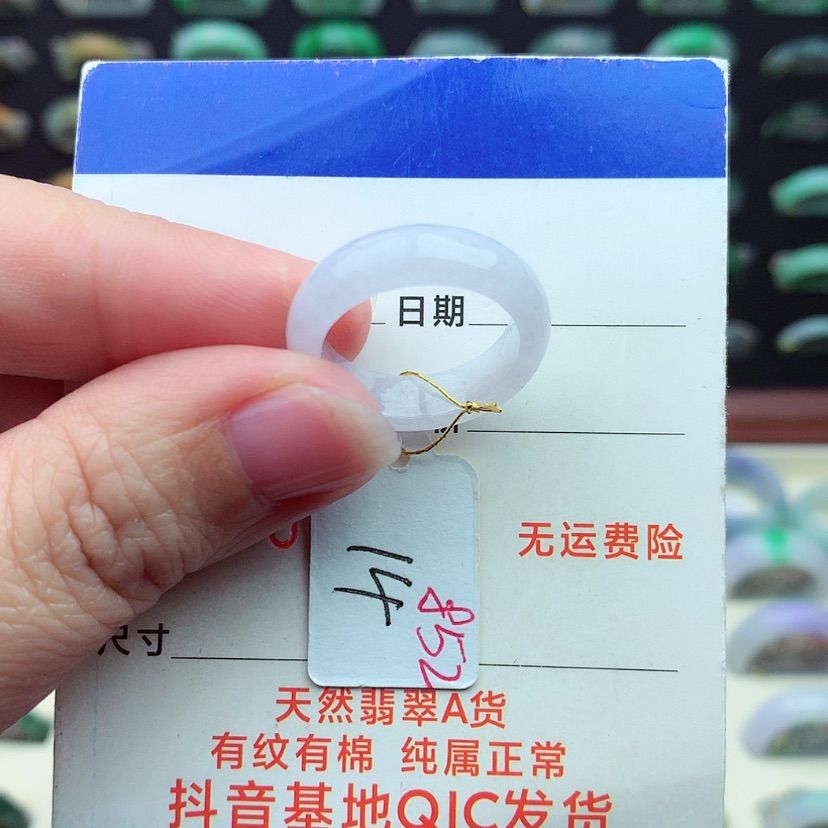 日期
无运费险
14
852
尺寸
天然翡翠A货
有纹有棉 纯属正常
抖音基地QIC发货